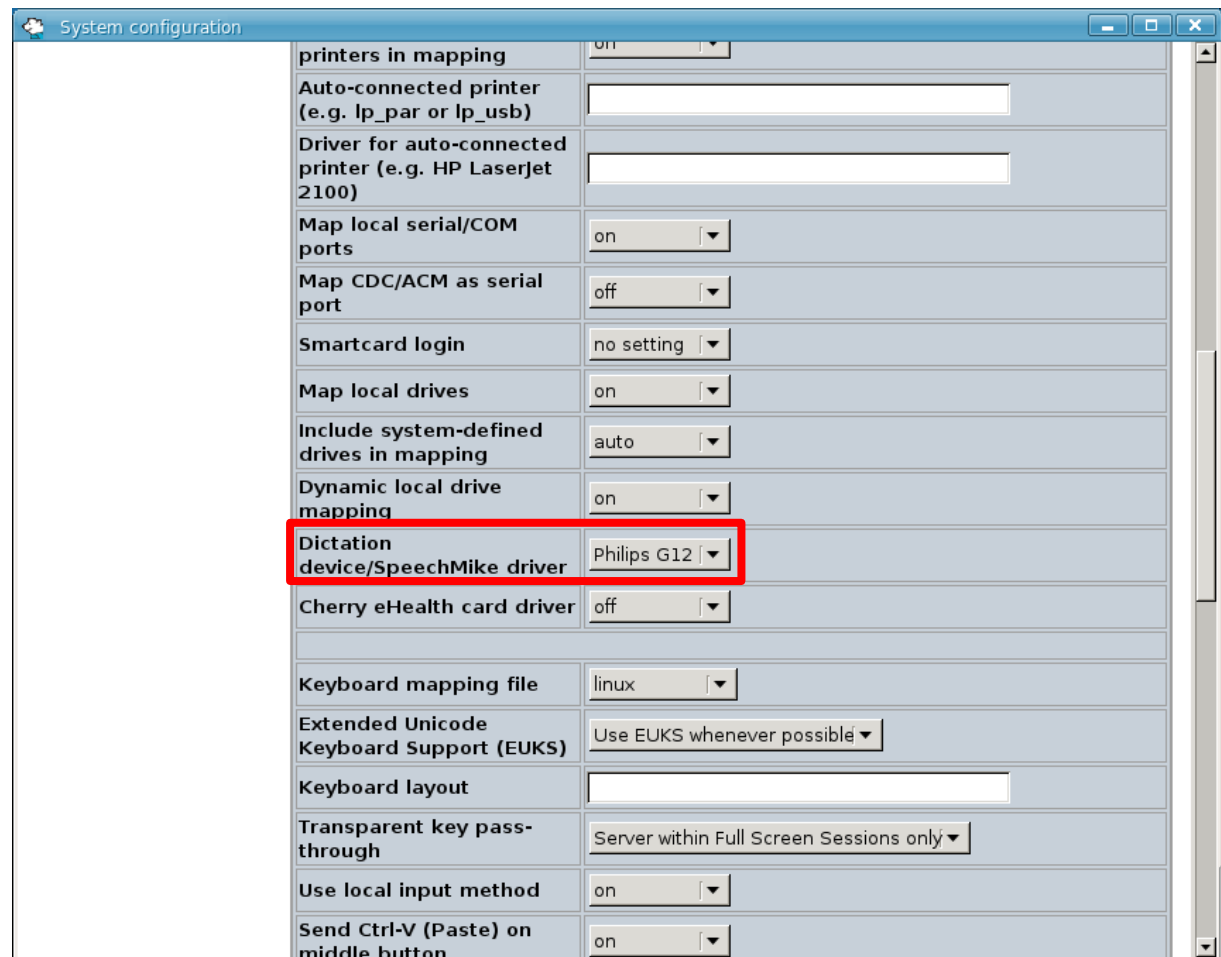 System configuration
printers in mapping
on
Auto-connected printer
(e.g. lp_par or lp_usb)
Driver for auto-connected
printer (e.g. HP LaserJet
2100)
Map local serial/COM
ports
on
Map CDC/ACM as serial
port
off
Smartcard login
no setting
Map local drives
on
Include system-defined
drives in mapping
auto
Dynamic local drive
mapping
on
Dictation
device/SpeechMike driver
Philips G12
Cherry eHealth card driver
off
Keyboard mapping file
linux
Extended Unicode
Keyboard Support (EUKS)
Use EUKS whenever possible
Keyboard layout
Transparent key pass-
through
Server within Full Screen Sessions only
Use local input method
on
Send Ctrl-V (Paste) on
middle button
on